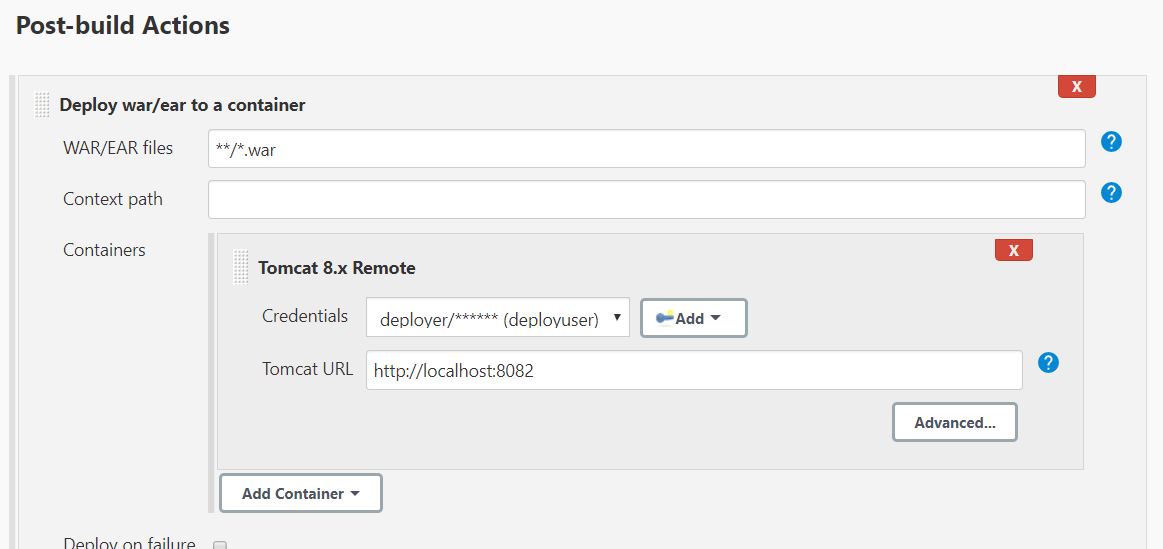 Post-build Actions
X
Deploy war/ear to a container
WAR/EAR files **/*.war ?
Context path ?
Containers
X
Tomcat 8.x Remote
Credentials deployer/****** (deployuser) Add
Tomcat URL http://localhost:8082 ?
Advanced...
Add Container
Deploy on failure